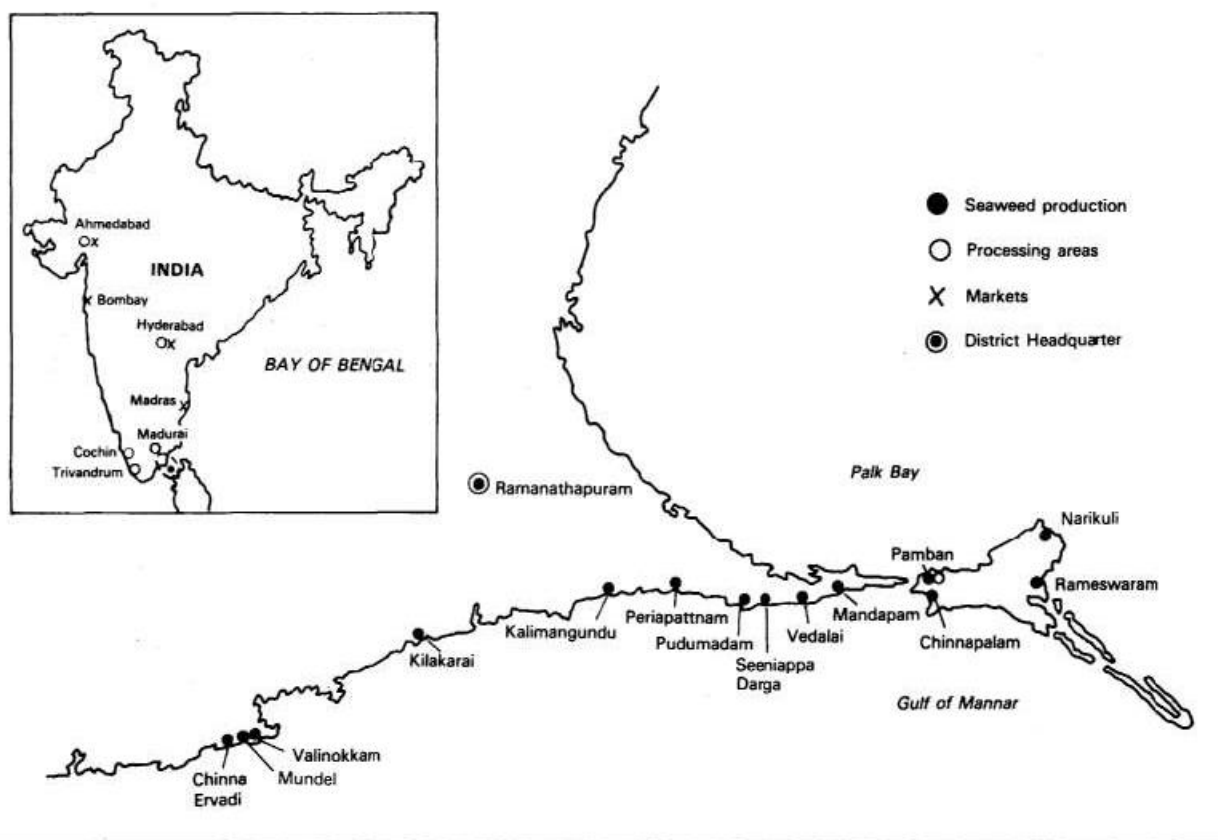 Ahmedabad
INDIA
Bombay
Hyderabad
BAY OF BENGAL
Madras
Madurai
Cochin
Trivandrum
Seaweed production
Processing areas
X Markets
District Headquarter
Ramanathapuram
Palk Bay
Narikuli
Pamban
Rameswaram
Mandapam
Chinnapalam
Kalimangundu
Periapattnam
Pudumadam
Vedalai
Seeniappa
Darga
Kilakarai
Gulf of Mannar
Valinokkam
Mundel
Chinna
Ervadi